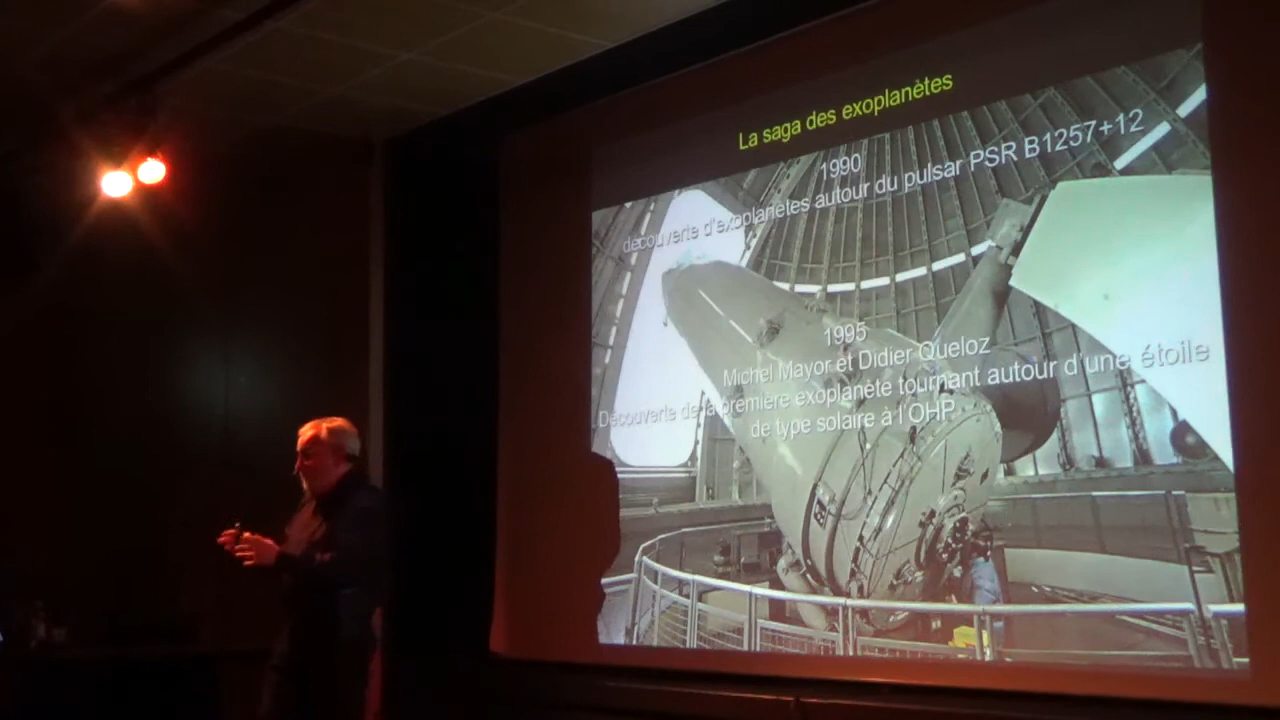 La saga des exoplanètes
1990
découverte d'exoplanètes autour du pulsar PSR B1257+12
1995
Michel Mayor et Didier Queloz
Découverte de la première exoplanète tournant autour d'une étoile
de type solaire à l'OHP